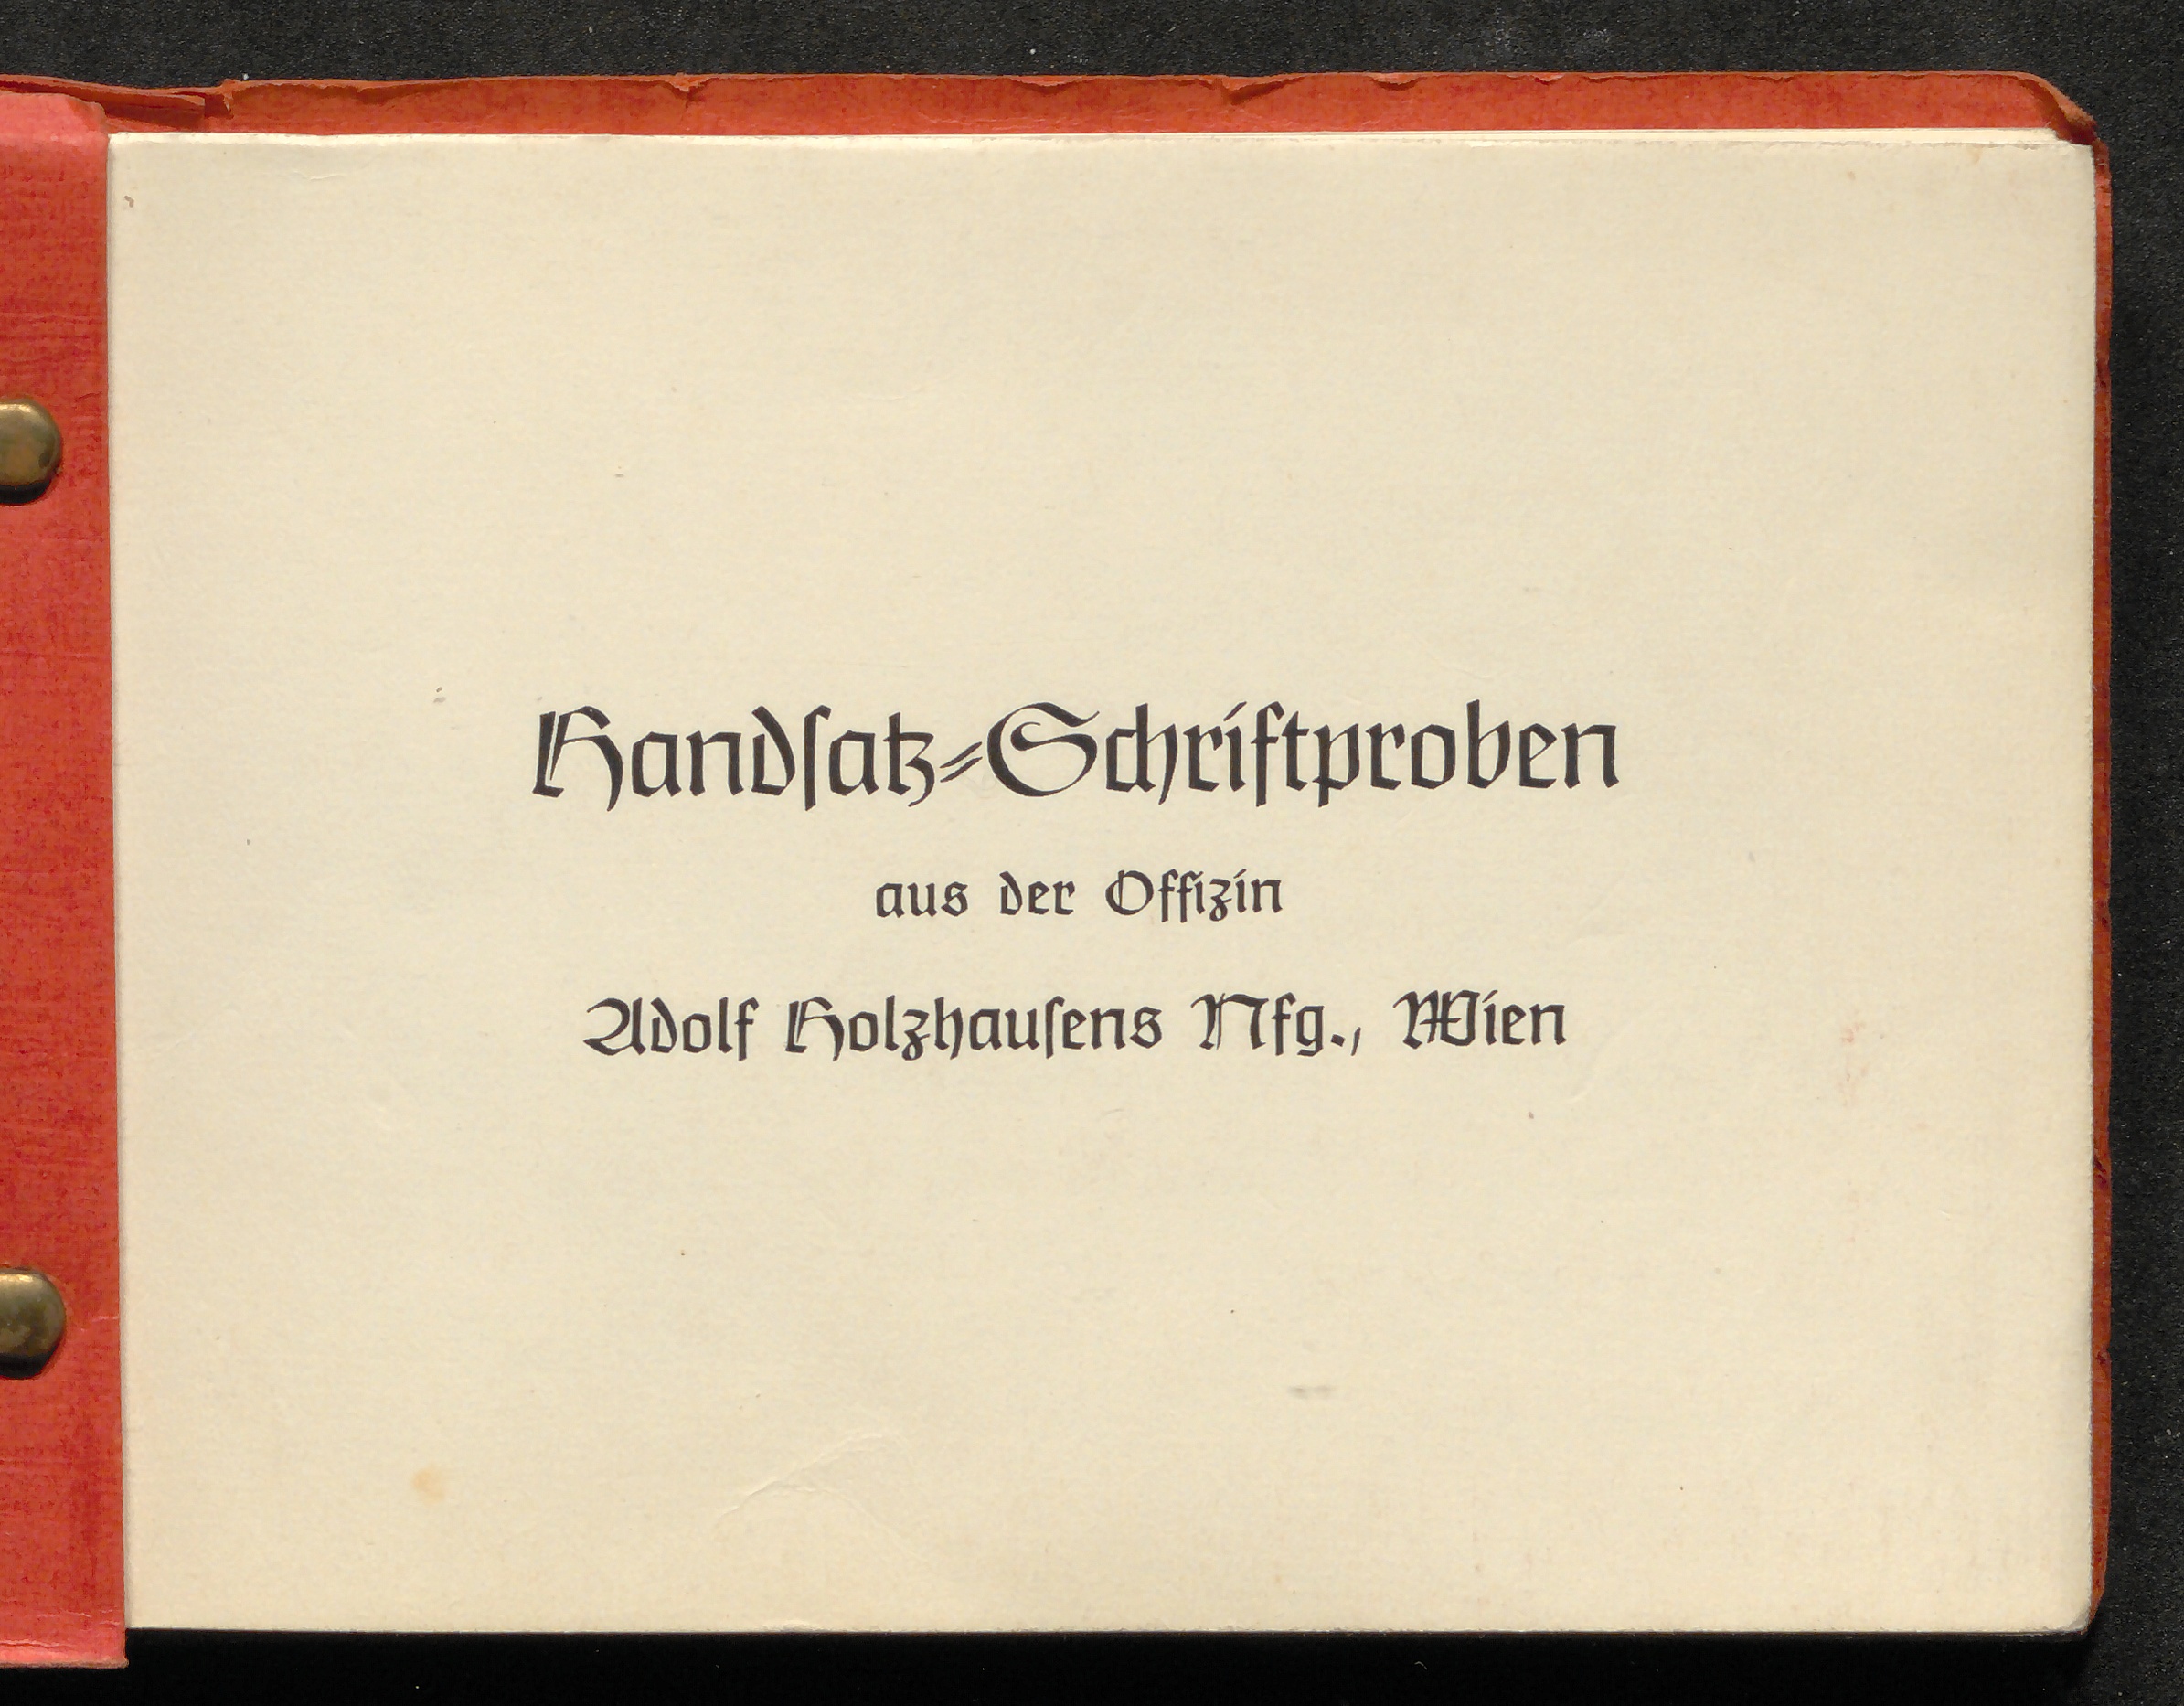 Handſatz-Schriftproben
aus der Offizin
Adolf Holzhauſens Nfg., Wien